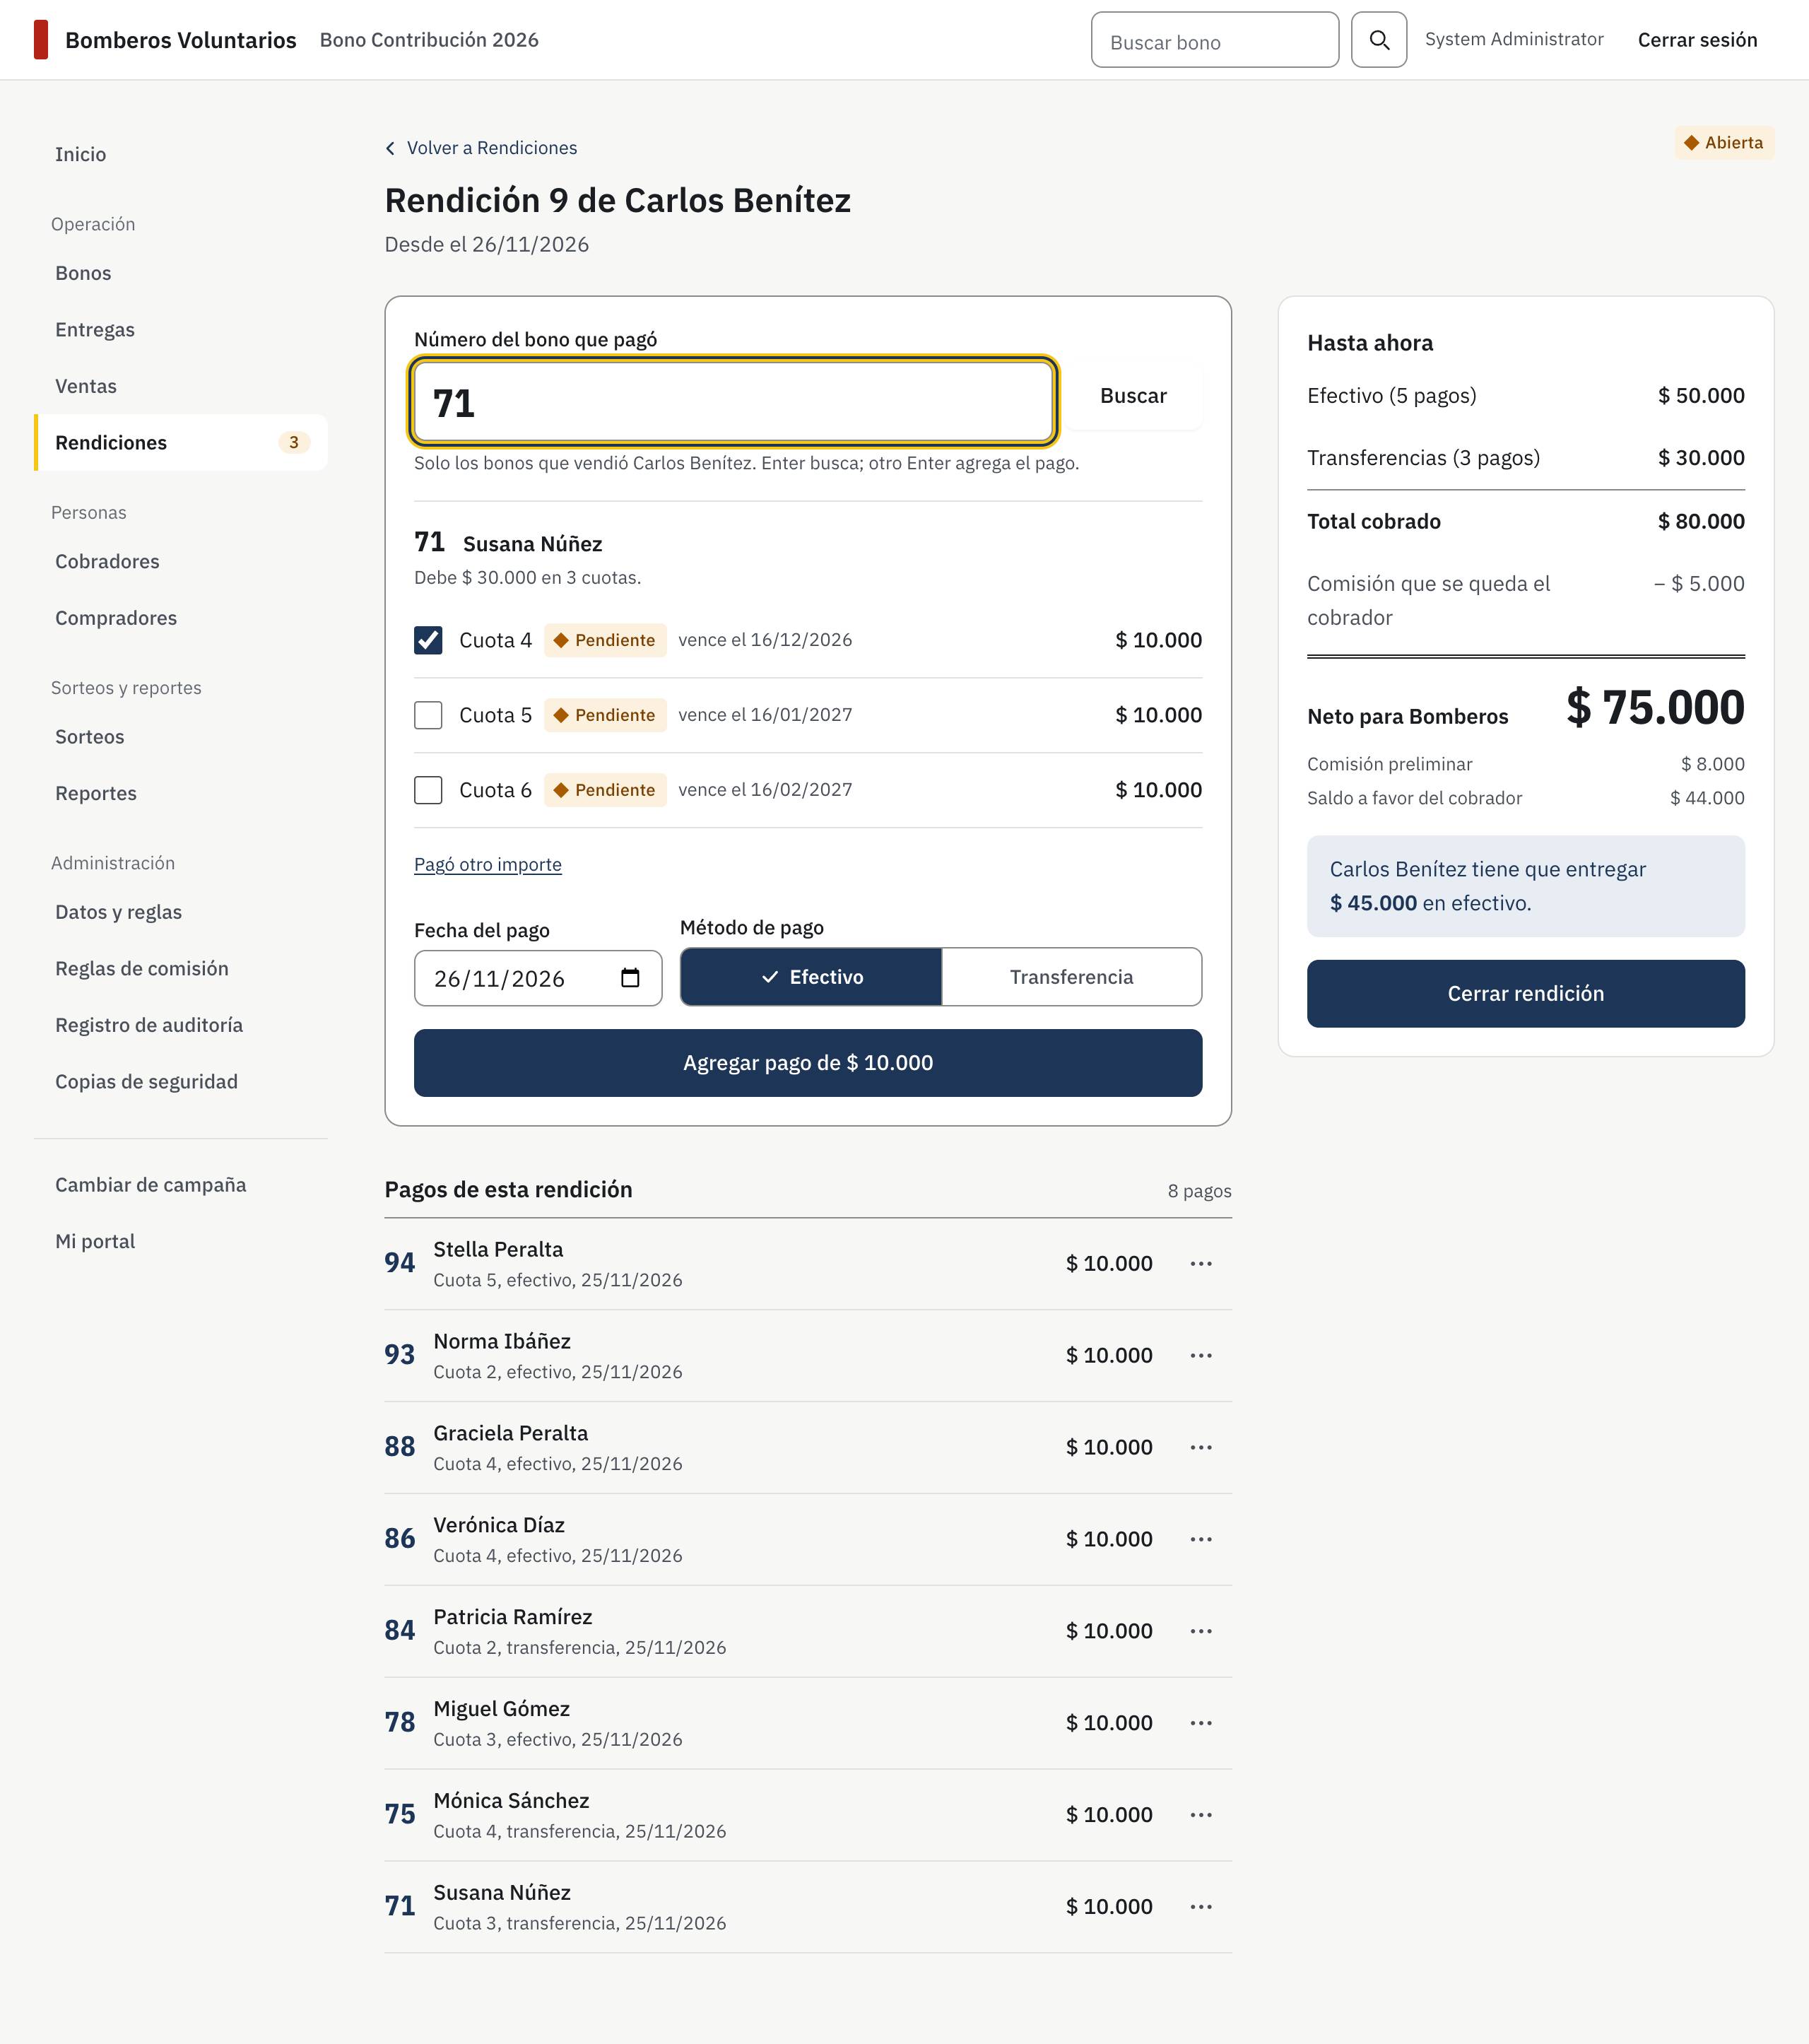 Bomberos Voluntarios
Bono Contribución 2026
Buscar bono
System Administrator
Cerrar sesión
Inicio
Operación
Bonos
Entregas
Ventas
Rendiciones
3
Personas
Cobradores
Compradores
Sorteos y reportes
Sorteos
Reportes
Administración
Datos y reglas
Reglas de comisión
Registro de auditoría
Copias de seguridad
Cambiar de campaña
Mi portal
Volver a Rendiciones
Abierta
Rendición 9 de Carlos Benítez
Desde el 26/11/2026
Número del bono que pagó
71
Buscar
Solo los bonos que vendió Carlos Benítez. Enter busca; otro Enter agrega el pago.
71 Susana Núñez
Debe $ 30.000 en 3 cuotas.
Cuota 4 Pendiente vence el 16/12/2026 $ 10.000
Cuota 5 Pendiente vence el 16/01/2027 $ 10.000
Cuota 6 Pendiente vence el 16/02/2027 $ 10.000
Pagó otro importe
Fecha del pago
26/11/2026
Método de pago
Efectivo
Transferencia
Agregar pago de $ 10.000
Hasta ahora
Efectivo (5 pagos) $ 50.000
Transferencias (3 pagos) $ 30.000
Total cobrado $ 80.000
Comisión que se queda el – $ 5.000
cobrador
Neto para Bomberos $ 75.000
Comisión preliminar $ 8.000
Saldo a favor del cobrador $ 44.000
Carlos Benítez tiene que entregar
$ 45.000 en efectivo.
Cerrar rendición
Pagos de esta rendición 8 pagos
94 Stella Peralta $ 10.000
Cuota 5, efectivo, 25/11/2026
93 Norma Ibáñez $ 10.000
Cuota 2, efectivo, 25/11/2026
88 Graciela Peralta $ 10.000
Cuota 4, efectivo, 25/11/2026
86 Verónica Díaz $ 10.000
Cuota 4, efectivo, 25/11/2026
84 Patricia Ramírez $ 10.000
Cuota 2, transferencia, 25/11/2026
78 Miguel Gómez $ 10.000
Cuota 3, efectivo, 25/11/2026
75 Mónica Sánchez $ 10.000
Cuota 4, transferencia, 25/11/2026
71 Susana Núñez $ 10.000
Cuota 3, transferencia, 25/11/2026